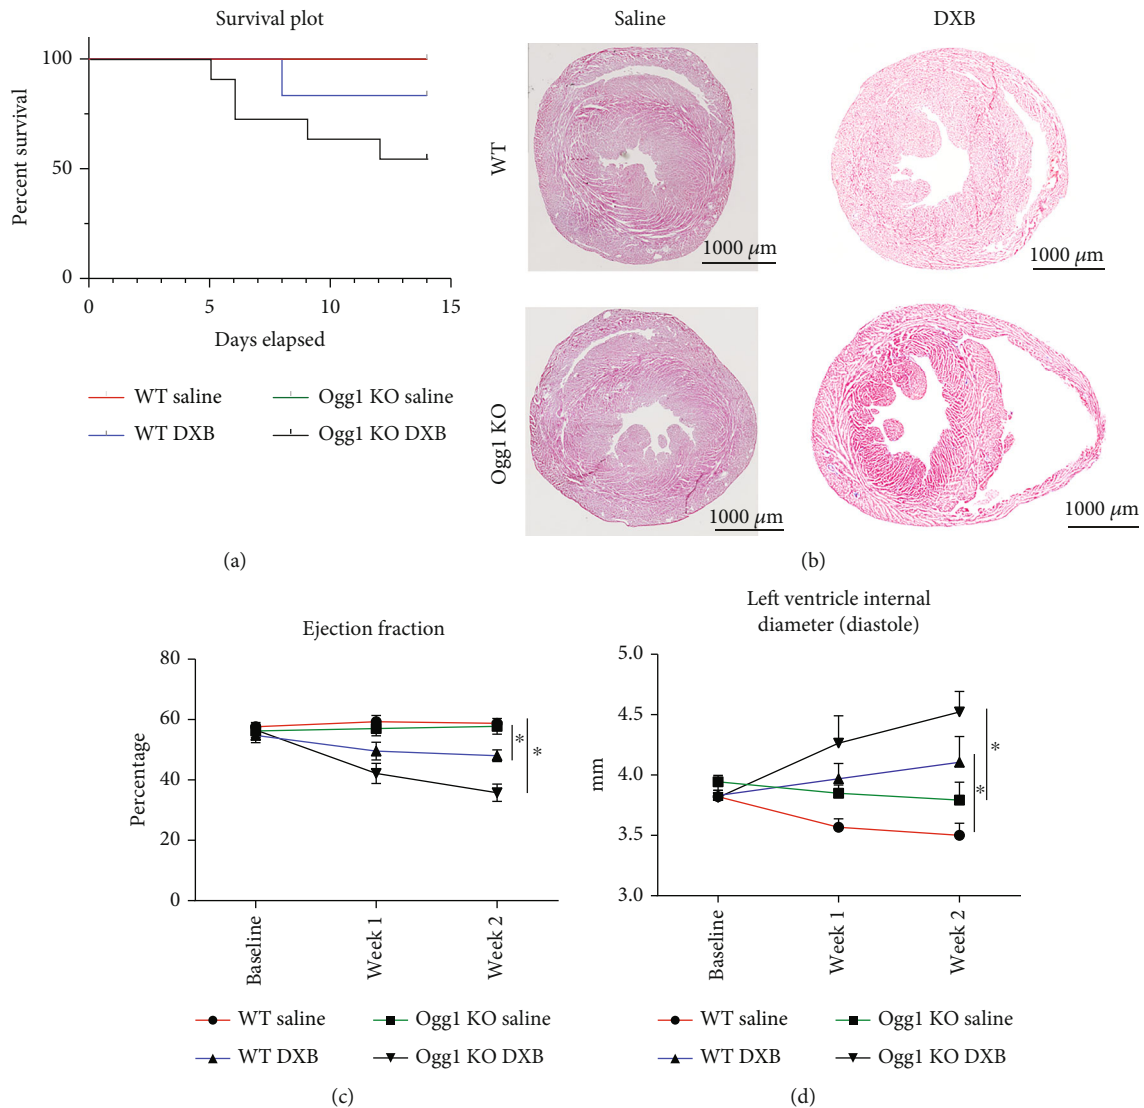 Survival plot
Percent survival
100
50
0
0 5 10 15
Days elapsed
WT saline
Ogg1 KO saline
WT DXB
Ogg1 KO DXB
(a)
Saline
DXB
WT
1000 μm
1000 μm
Ogg1 KO
1000 μm
1000 μm
(b)
Ejection fraction
Percentage
80
60
40
20
0
*
*
Baseline
Week 1
Week 2
WT saline
Ogg1 KO saline
WT DXB
Ogg1 KO DXB
(c)
Left ventricle internal
diameter (diastole)
mm
5.0
4.5
4.0
3.5
3.0
*
*
Baseline
Week 1
Week 2
WT saline
Ogg1 KO saline
WT DXB
Ogg1 KO DXB
(d)